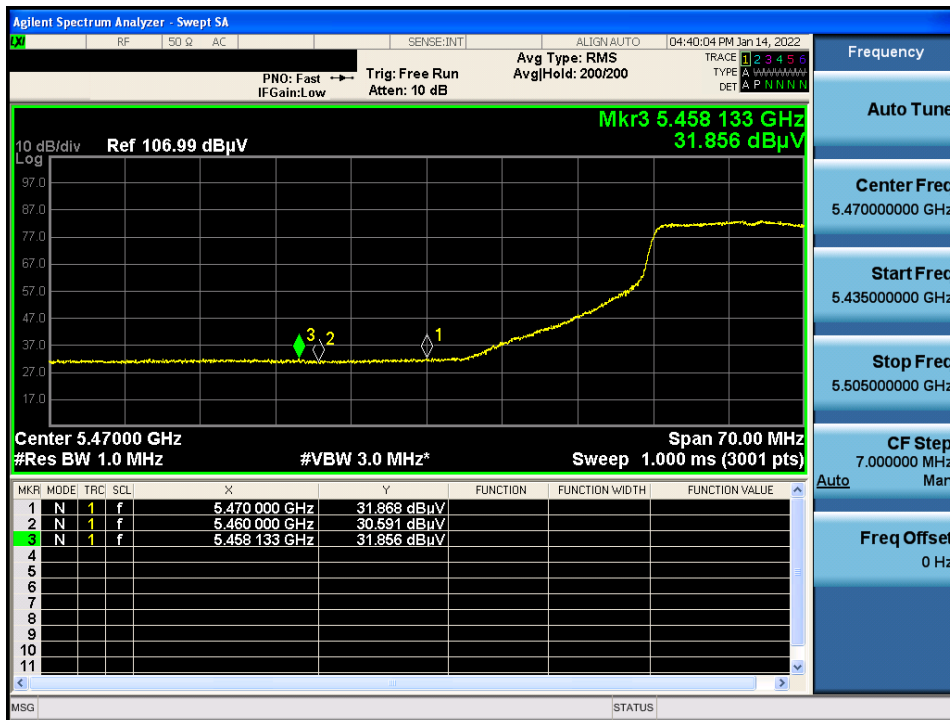 Agilent Spectrum Analyzer - Swept SA
LXI RF 50 Ω AC SENSE:INT ALIGN AUTO 04:40:04 PM Jan 14, 2022
Frequency
PNO: Fast
IFGain:Low
Trig: Free Run
Atten: 10 dB
Avg Type: RMS
Avg|Hold: 200/200
TRACE 1 2 3 4 5 6
TYPE A
DET A P N N N N
Auto Tune
Mkr3 5.458 133 GHz
31.856 dBµV
10 dB/div
Log
Ref 106.99 dBµV
97.0
87.0
77.0
67.0
57.0
47.0
37.0
27.0
17.0
3
2
1
Center 5.47000 GHz
Span 70.00 MHz
#Res BW 1.0 MHz
#VBW 3.0 MHz*
Sweep 1.000 ms (3001 pts)
Center Freq
5.470000000 GHz
Start Freq
5.435000000 GHz
Stop Freq
5.505000000 GHz
CF Step
7.000000 MHz
Auto Man
Freq Offset
0 Hz
MKR MODE TRC SCL X Y FUNCTION FUNCTION WIDTH FUNCTION VALUE
1 N 1 f 5.470 000 GHz 31.868 dBµV
2 N 1 f 5.460 000 GHz 30.591 dBµV
3 N 1 f 5.458 133 GHz 31.856 dBµV
4
5
6
7
8
9
10
11
MSG
STATUS